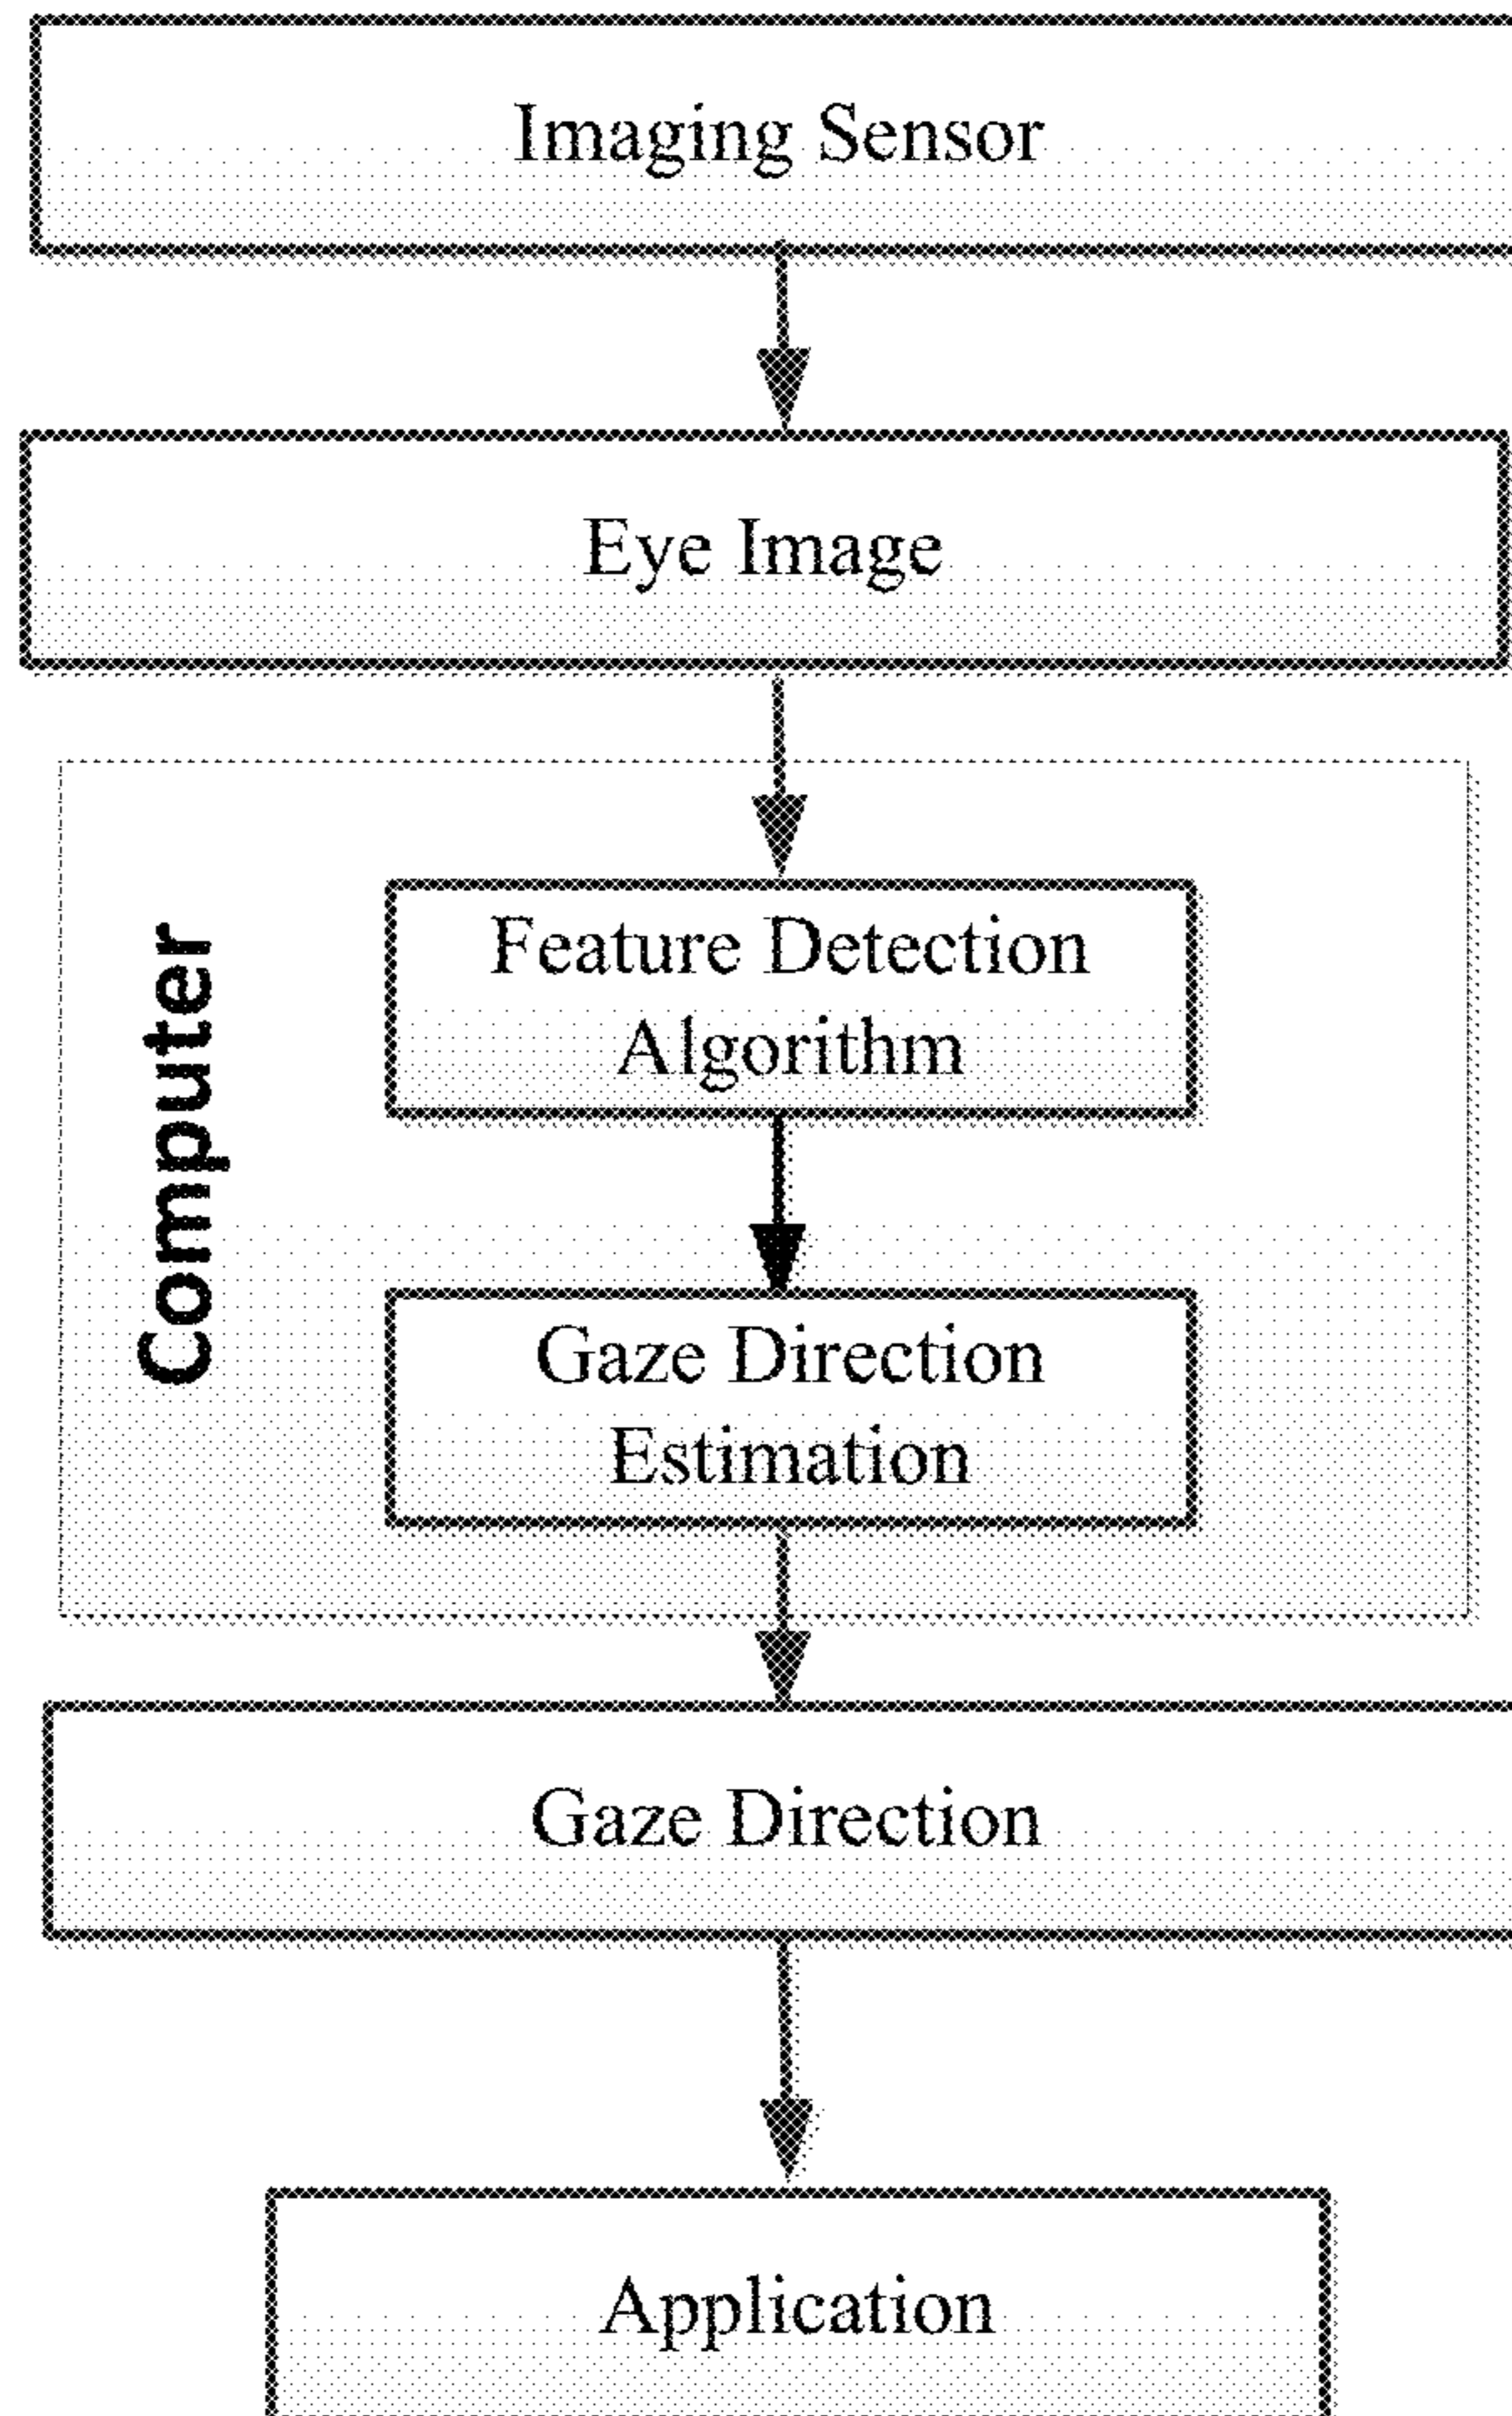 Imaging Sensor
Eye Image
Computer
Feature Detection
Algorithm
Gaze Direction
Estimation
Gaze Direction
Application